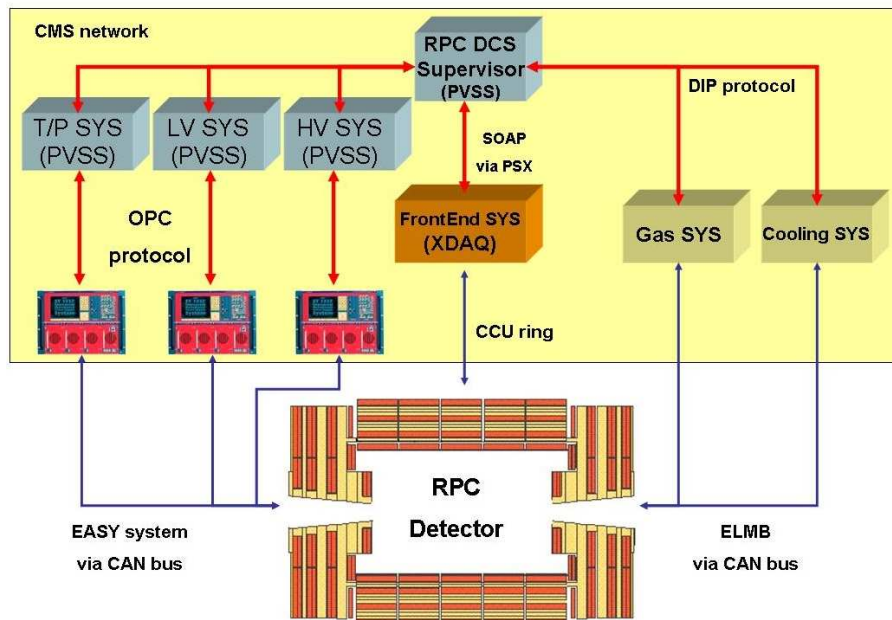 CMS network
RPC DCS
Supervisor
(PVSS)
DIP protocol
T/P SYS
(PVSS)
LV SYS
(PVSS)
HV SYS
(PVSS)
SOAP
via PSX
OPC
protocol
FrontEnd SYS
(XDAQ)
Gas SYS
Cooling SYS
CCU ring
RPC
Detector
EASY system
via CAN bus
ELMB
via CAN bus